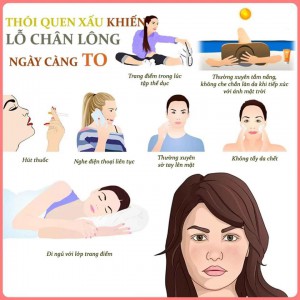 THÓI QUEN XẤU KHIẾN
LỖ CHÂN LÔNG
NGÀY CÀNG TO
Trang điểm trong lúc
tập thể dục
Thường xuyên tắm nắng,
không che chắn làn da khi tiếp xúc
với ánh mặt trời
Hút thuốc
Nghe điện thoại liên tục
Thường xuyên
sờ tay lên mặt
Không tẩy da chết
Đi ngủ với lớp trang điểm